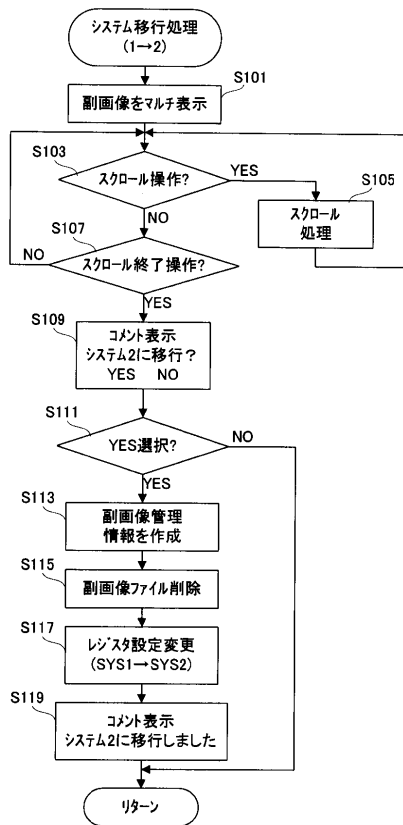 システム移行処理
(1→2)
S101
副画像をマルチ表示
S103
スクロール操作?
YES
S105
スクロール
処理
NO
S107
スクロール終了操作?
NO
YES
S109
コメント表示
システム2に移行?
YES NO
S111
YES選択?
NO
YES
S113
副画像管理
情報を作成
S115
副画像ファイル削除
S117
レジスタ設定変更
(SYS1→SYS2)
S119
コメント表示
システム2に移行しました
リターン